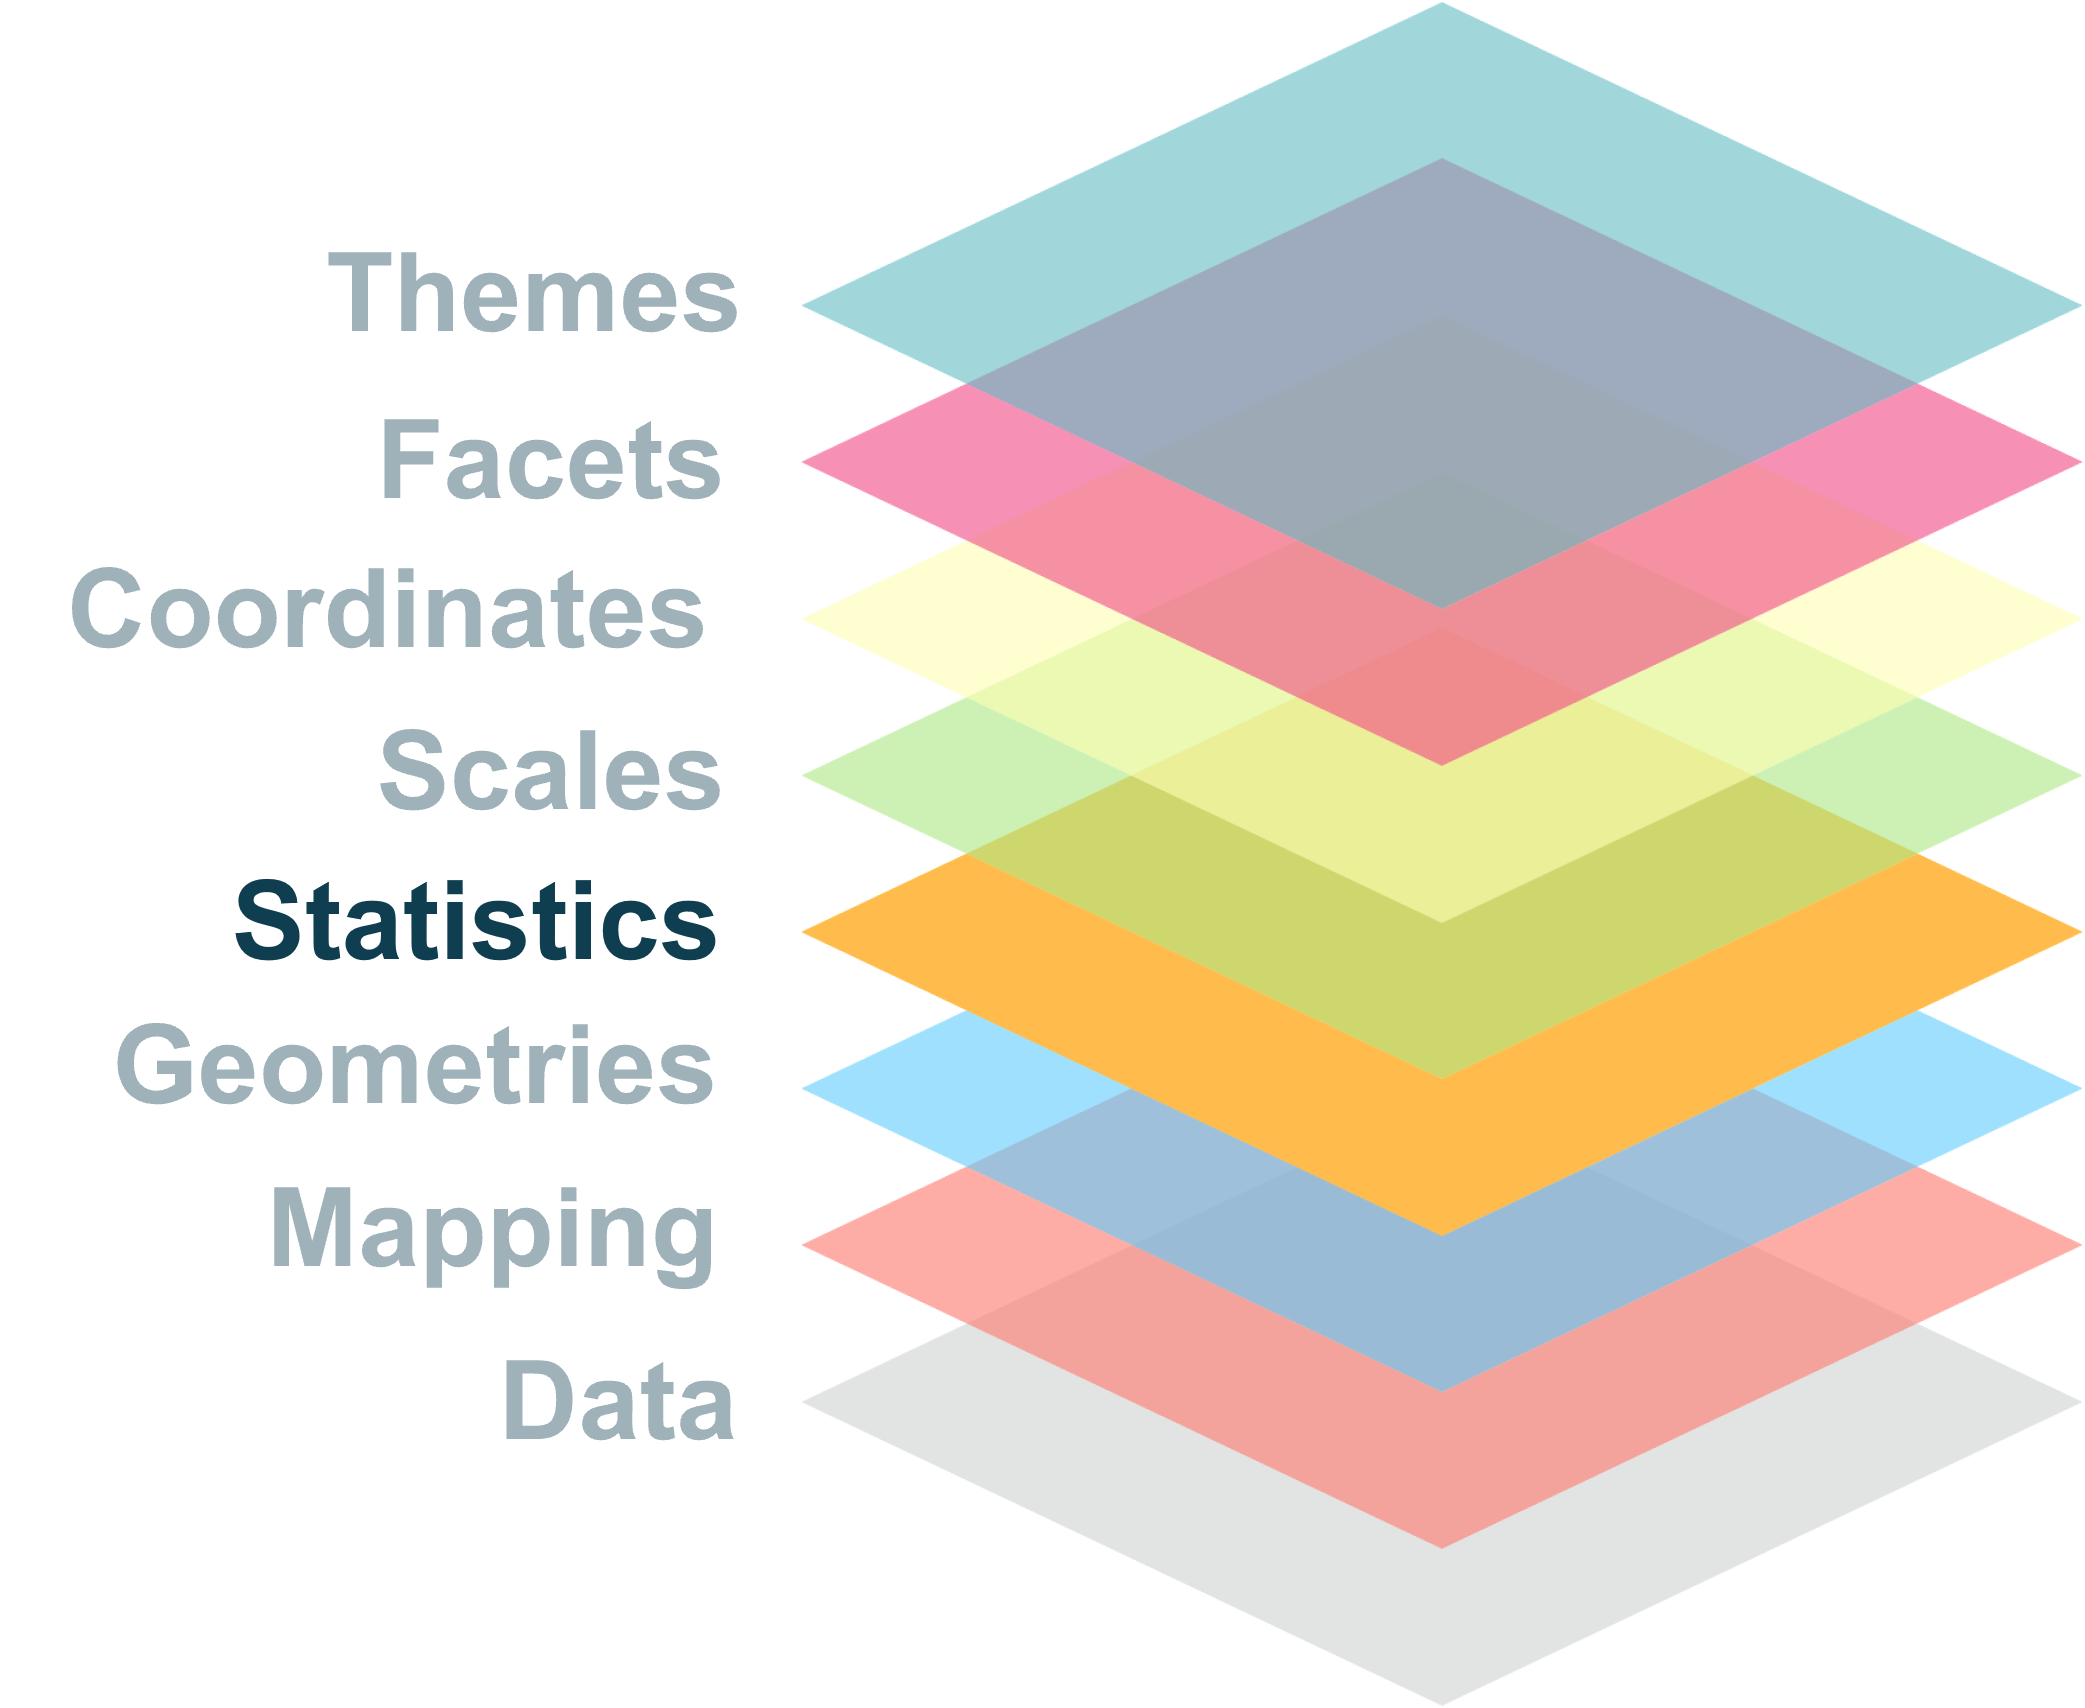 Themes
Facets
Coordinates
Scales
Statistics
Geometries
Mapping
Data